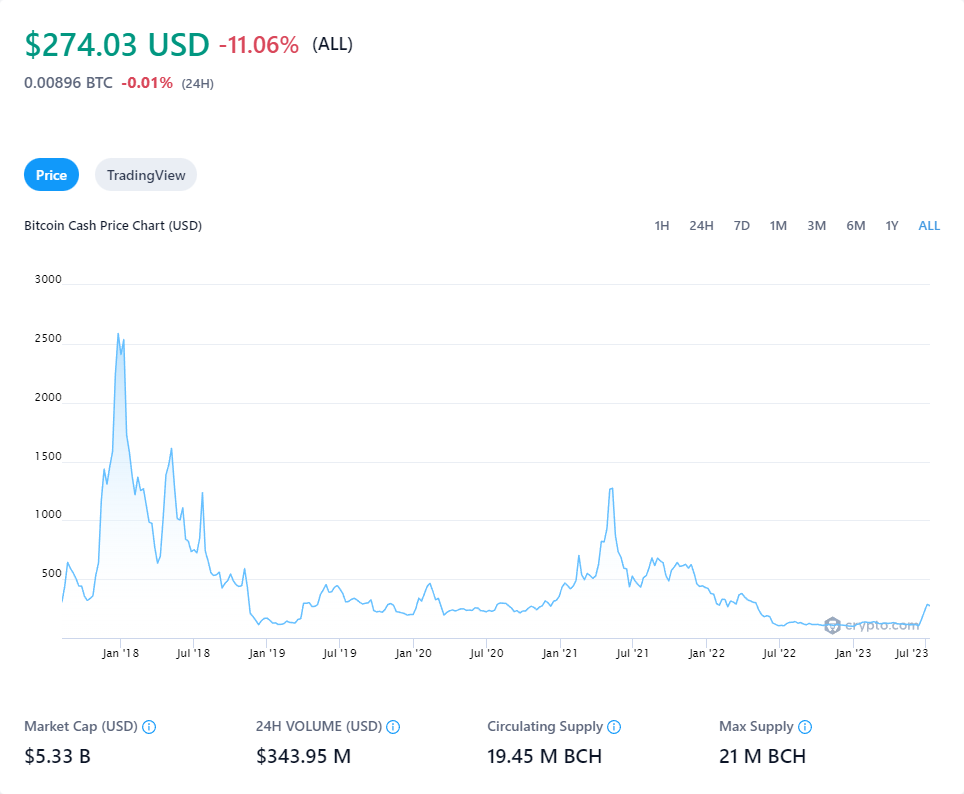 $274.03 USD -11.06% (ALL)
0.00896 BTC -0.01% (24H)
Price TradingView
Bitcoin Cash Price Chart (USD) 1H 24H 7D 1M 3M 6M 1Y ALL
3000
2500
2000
1500
1000
500
crypto.com
Jan '18 Jul '18 Jan '19 Jul '19 Jan '20 Jul '20 Jan '21 Jul '21 Jan '22 Jul '22 Jan '23 Jul '23
Market Cap (USD) 24H VOLUME (USD) Circulating Supply Max Supply
$5.33 B $343.95 M 19.45 M BCH 21 M BCH